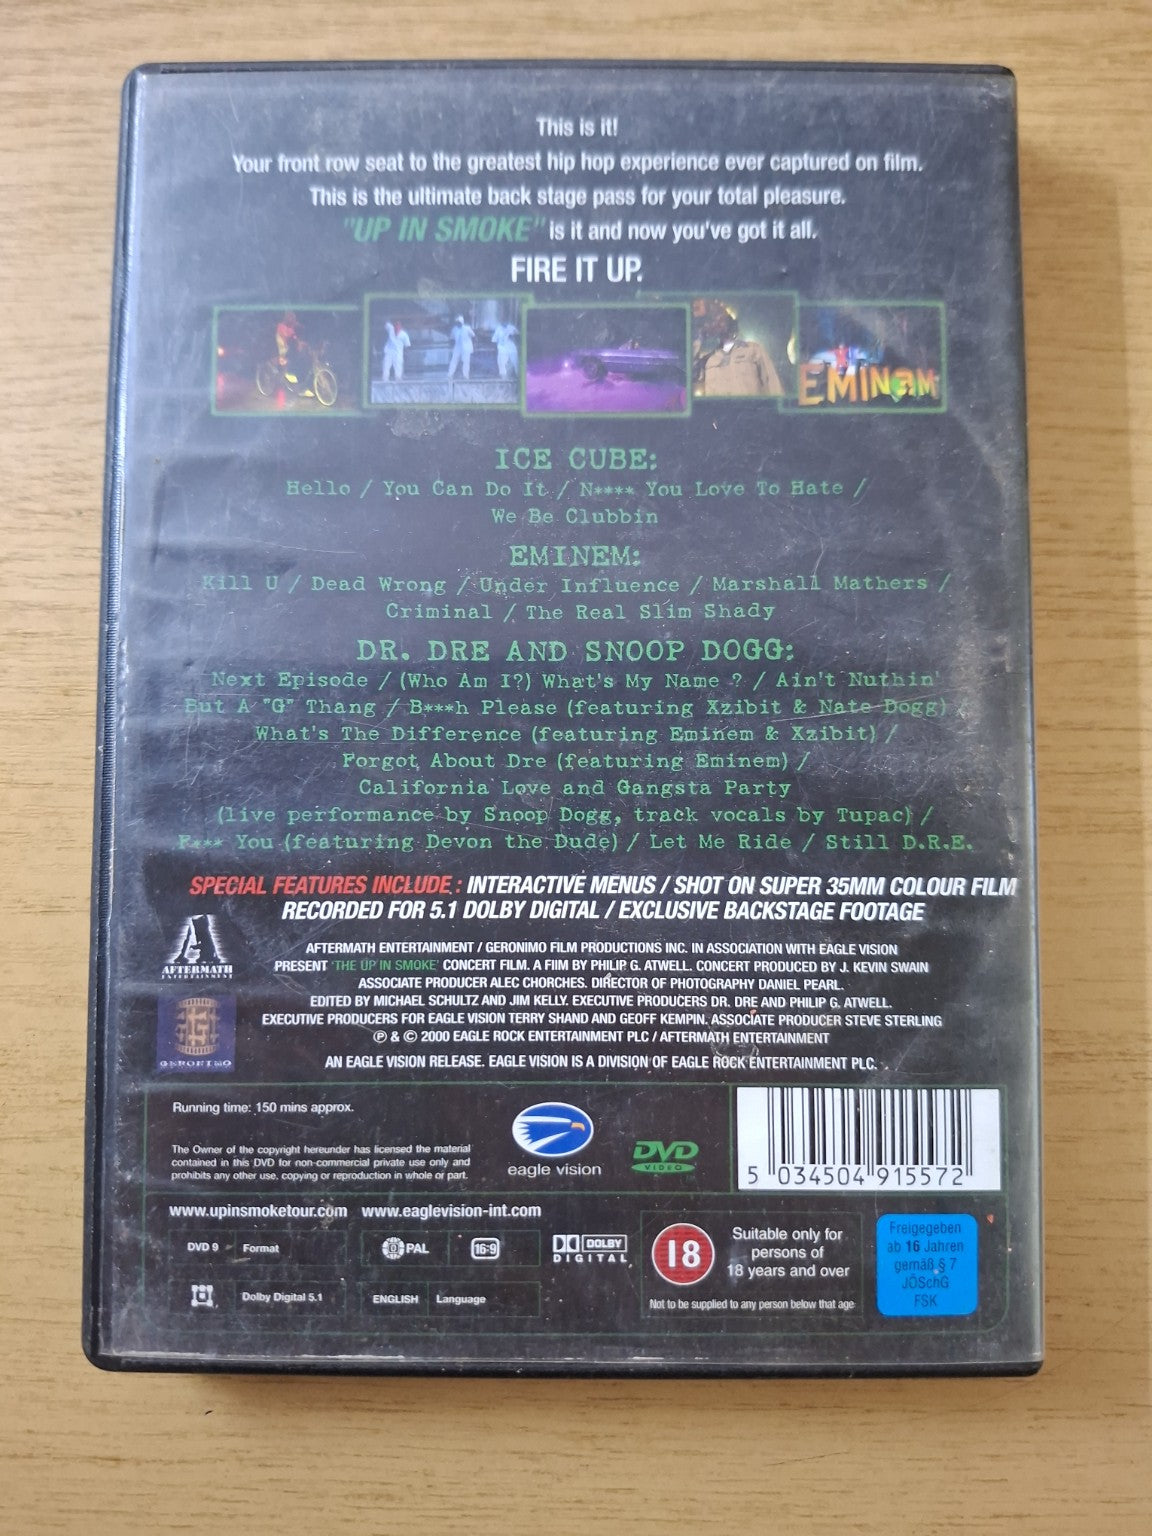 This is it!
Your front row seat to the greatest hip hop experience ever captured on film.
This is the ultimate back stage pass for your total pleasure.
"UP IN SMOKE" is it and now you've got it all.
FIRE IT UP.
EMINEM
ICE CUBE:
Hello / You Can Do It / N**** You Love To Hate /
We Be Clubbin
EMINEM:
Kill U / Dead Wrong / Under Influence / Marshall Mathers /
Criminal / The Real Slim Shady
DR. DRE AND SNOOP DOGG:
Next Episode / (Who Am I?) What's My Name ? / Ain't Nuthin'
But A "G" Thang / B***h Please (featuring Xzibit & Nate Dogg) /
What's The Difference (featuring Eminem & Xzibit) /
Forgot About Dre (featuring Eminem) /
California Love and Gangsta Party
(live performance by Snoop Dogg, track vocals by Tupac) /
F*** You (featuring Devon the Dude) / Let Me Ride / Still D.R.E.
SPECIAL FEATURES INCLUDE : INTERACTIVE MENUS / SHOT ON SUPER 35MM COLOUR FILM
RECORDED FOR 5.1 DOLBY DIGITAL / EXCLUSIVE BACKSTAGE FOOTAGE
A
AFTERMATH
ENTERTAINMENT
AFTERMATH ENTERTAINMENT / GERONIMO FILM PRODUCTIONS INC. IN ASSOCIATION WITH EAGLE VISION
PRESENT 'THE UP IN SMOKE' CONCERT FILM. A FIlM BY PHILIP G. ATWELL. CONCERT PRODUCED BY J. KEVIN SWAIN
ASSOCIATE PRODUCER ALEC CHORCHES. DIRECTOR OF PHOTOGRAPHY DANIEL PEARL.
EDITED BY MICHAEL SCHULTZ AND JIM KELLY. EXECUTIVE PRODUCERS DR. DRE AND PHILIP G. ATWELL.
EXECUTIVE PRODUCERS FOR EAGLE VISION TERRY SHAND AND GEOFF KEMPIN. ASSOCIATE PRODUCER STEVE STERLING
℗ & © 2000 EAGLE ROCK ENTERTAINMENT PLC / AFTERMATH ENTERTAINMENT
AN EAGLE VISION RELEASE. EAGLE VISION IS A DIVISION OF EAGLE ROCK ENTERTAINMENT PLC.
G
GERONIMO
Running time: 150 mins approx.
The Owner of the copyright hereunder has licensed the material
contained in this DVD for non-commercial private use only and
prohibits any other use, copying or reproduction in whole or part.
eagle vision
DVD
VIDEO
5 034504 915572
www.upinsmoketour.com www.eaglevision-int.com
DVD 9 Format
PAL
16:9
DOLBY
DIGITAL
Dolby Digital 5.1
ENGLISH Language
18
Suitable only for
persons of
18 years and over
Not to be supplied to any person below that age
Freigegeben
ab 16 Jahren
gemäß § 7
JÖSchG
FSK